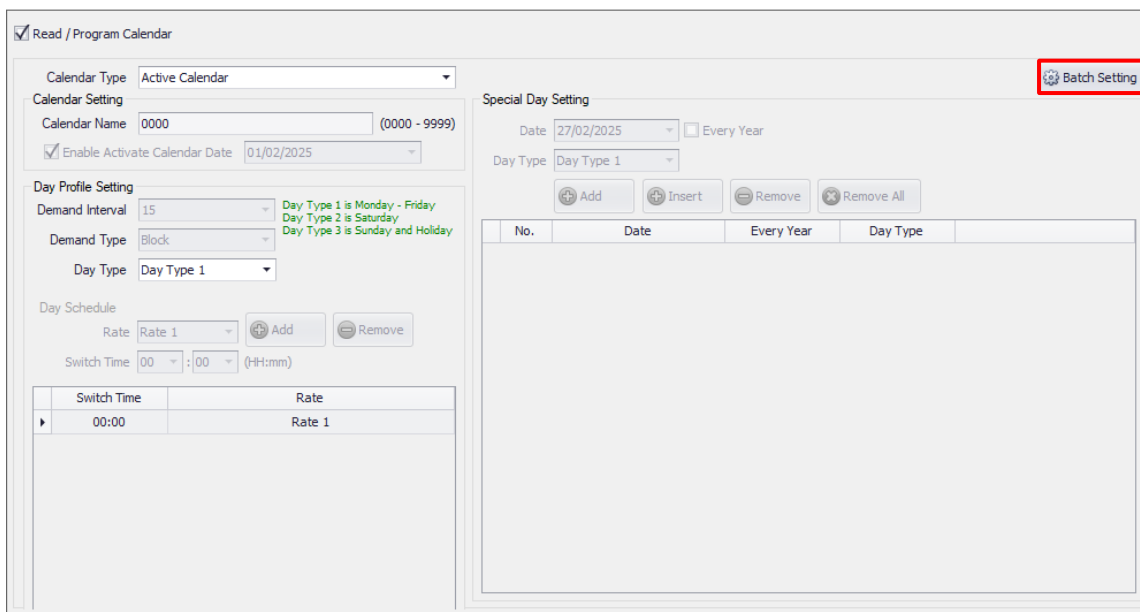 Read / Program Calendar
Calendar Type Active Calendar
Batch Setting
Calendar Setting
Calendar Name 0000 (0000 - 9999)
Enable Activate Calendar Date 01/02/2025
Day Profile Setting
Demand Interval 15
Day Type 1 is Monday - Friday
Day Type 2 is Saturday
Day Type 3 is Sunday and Holiday
Demand Type Block
Day Type Day Type 1
Day Schedule
Rate Rate 1 Add Remove
Switch Time 00 : 00 (HH:mm)
Switch Time Rate
00:00 Rate 1
Special Day Setting
Date 27/02/2025 Every Year
Day Type Day Type 1
Add Insert Remove Remove All
No. Date Every Year Day Type